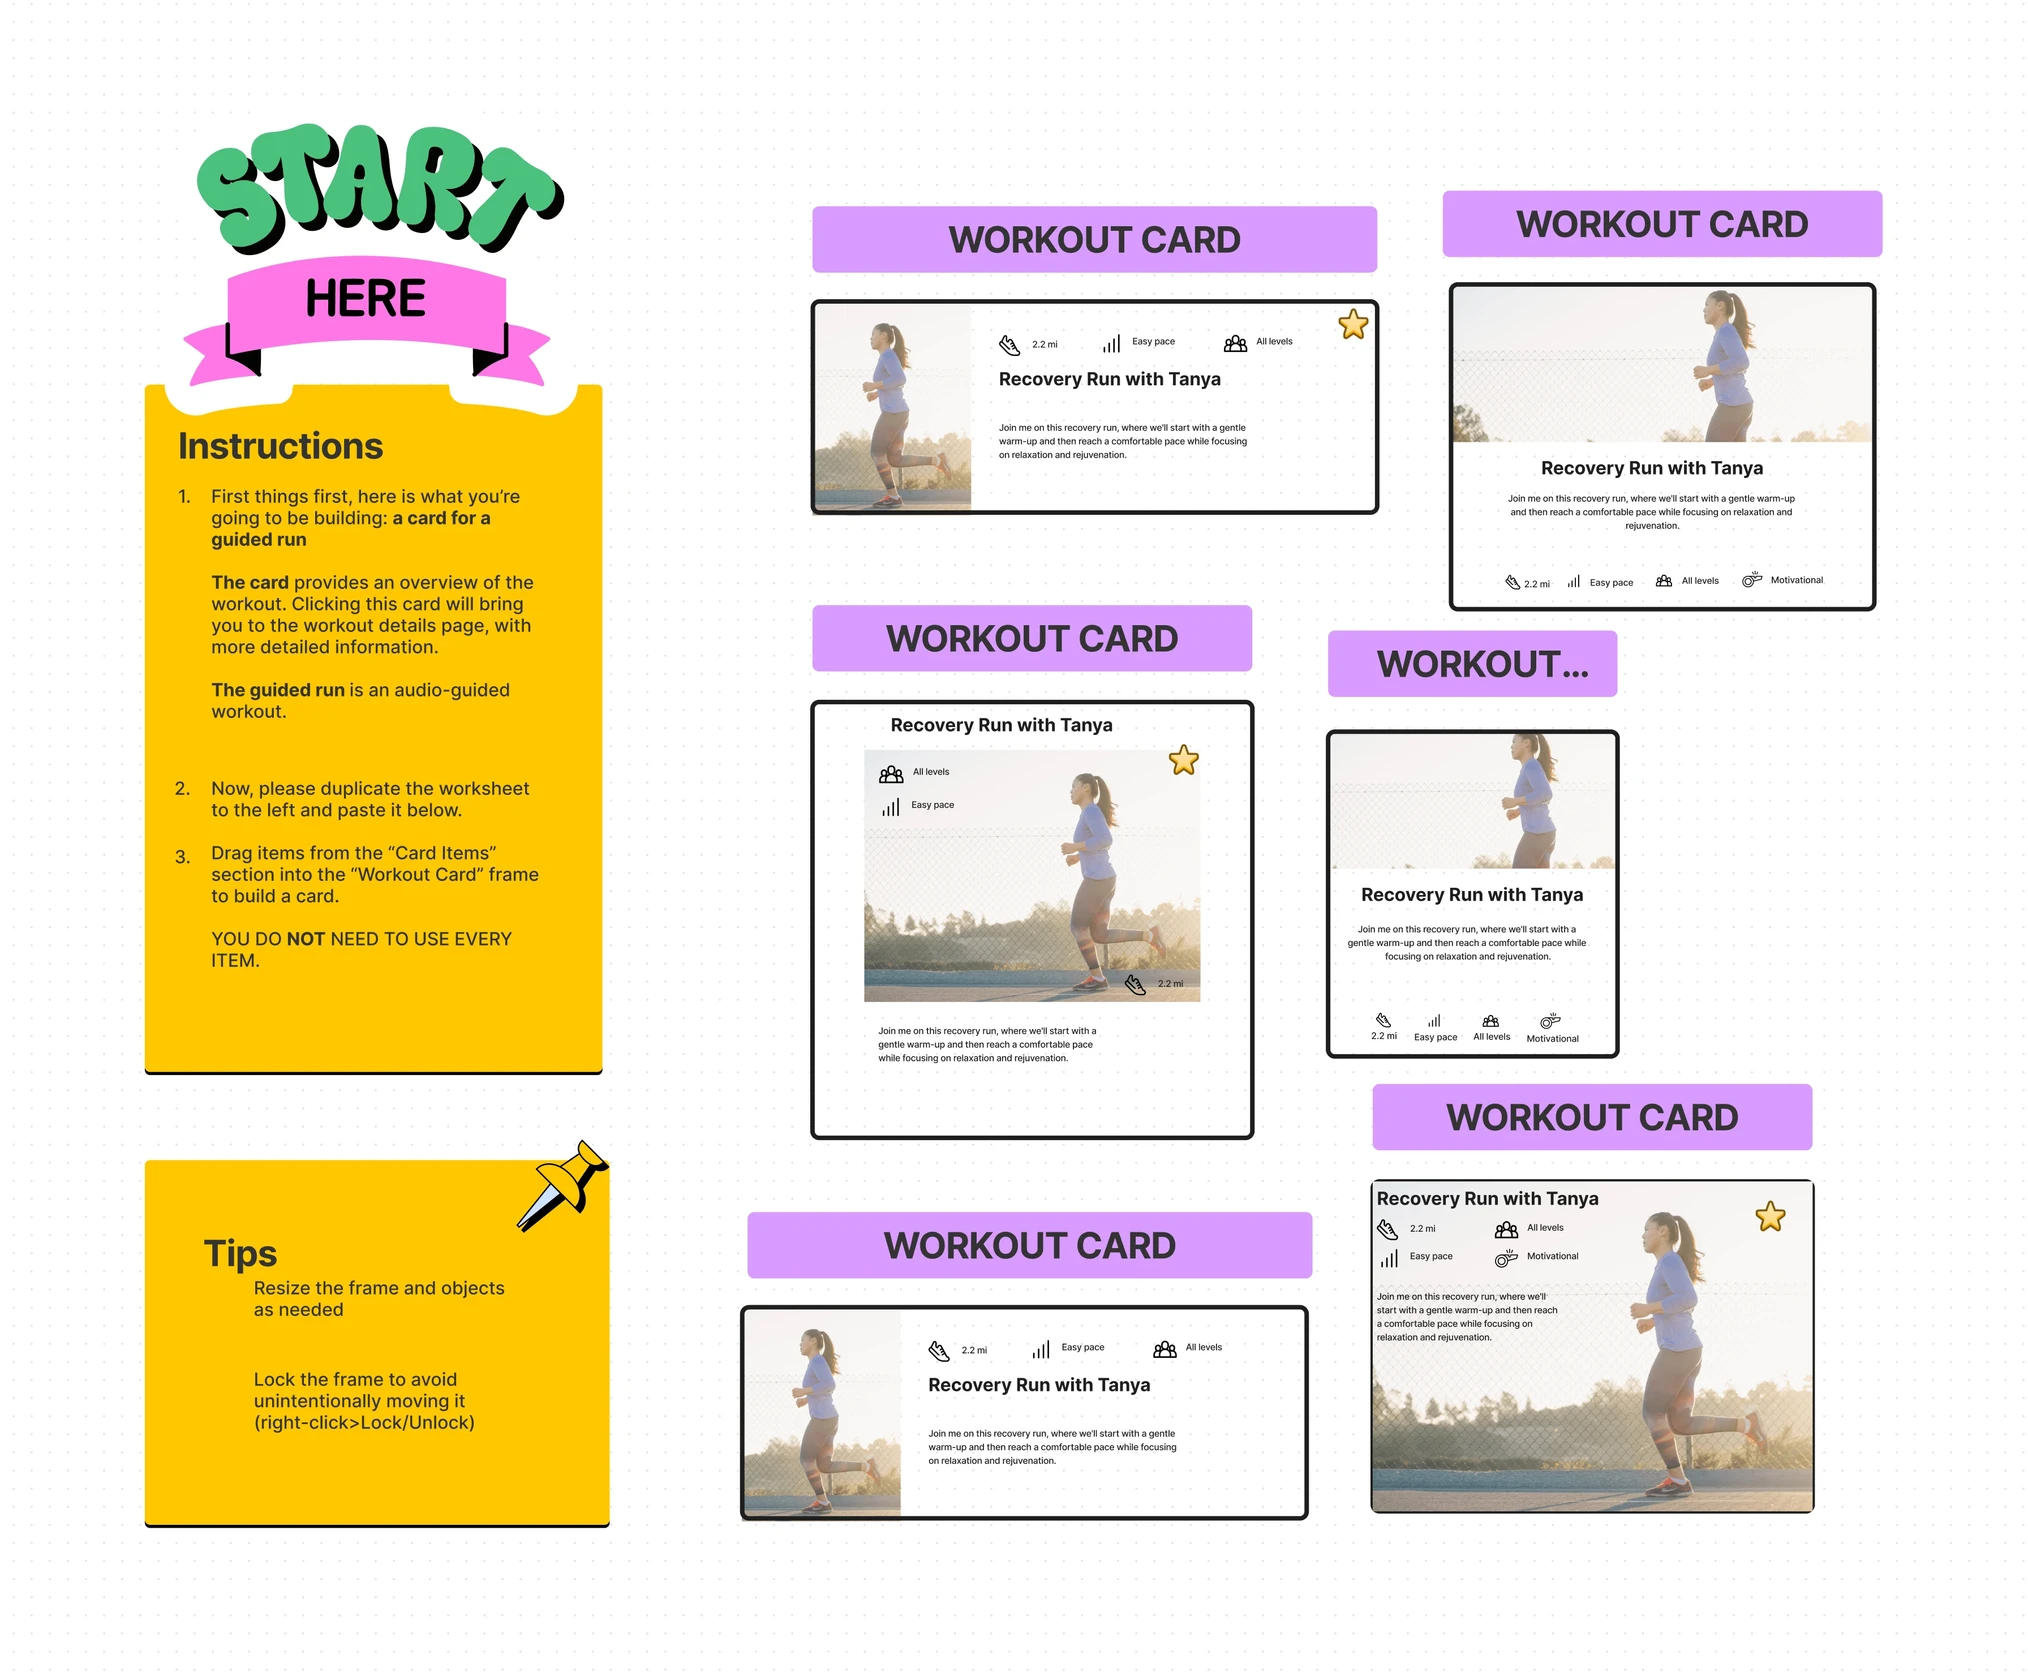 START
HERE
Instructions
1. First things first, here is what you’re
going to be building: a card for a
guided run
The card provides an overview of the
workout. Clicking this card will bring
you to the workout details page, with
more detailed information.
The guided run is an audio-guided
workout.
2. Now, please duplicate the worksheet
to the left and paste it below.
3. Drag items from the “Card Items”
section into the “Workout Card” frame
to build a card.
YOU DO NOT NEED TO USE EVERY
ITEM.
Tips
Resize the frame and objects
as needed
Lock the frame to avoid
unintentionally moving it
(right-click>Lock/Unlock)
WORKOUT CARD
2.2 mi
Easy pace
All levels
Recovery Run with Tanya
Join me on this recovery run, where we'll start with a gentle
warm-up and then reach a comfortable pace while focusing
on relaxation and rejuvenation.
WORKOUT CARD
Recovery Run with Tanya
Join me on this recovery run, where we'll start with a gentle warm-up
and then reach a comfortable pace while focusing on relaxation and
rejuvenation.
2.2 mi
Easy pace
All levels
Motivational
WORKOUT CARD
Recovery Run with Tanya
All levels
Easy pace
2.2 mi
Join me on this recovery run, where we'll start with a
gentle warm-up and then reach a comfortable pace
while focusing on relaxation and rejuvenation.
WORKOUT...
Recovery Run with Tanya
Join me on this recovery run, where we'll start with a
gentle warm-up and then reach a comfortable pace while
focusing on relaxation and rejuvenation.
2.2 mi
Easy pace
All levels
Motivational
WORKOUT CARD
2.2 mi
Easy pace
All levels
Recovery Run with Tanya
Join me on this recovery run, where we'll start with a gentle
warm-up and then reach a comfortable pace while focusing
on relaxation and rejuvenation.
WORKOUT CARD
Recovery Run with Tanya
2.2 mi
All levels
Easy pace
Motivational
Join me on this recovery run, where we'll
start with a gentle warm-up and then reach
a comfortable pace while focusing on
relaxation and rejuvenation.